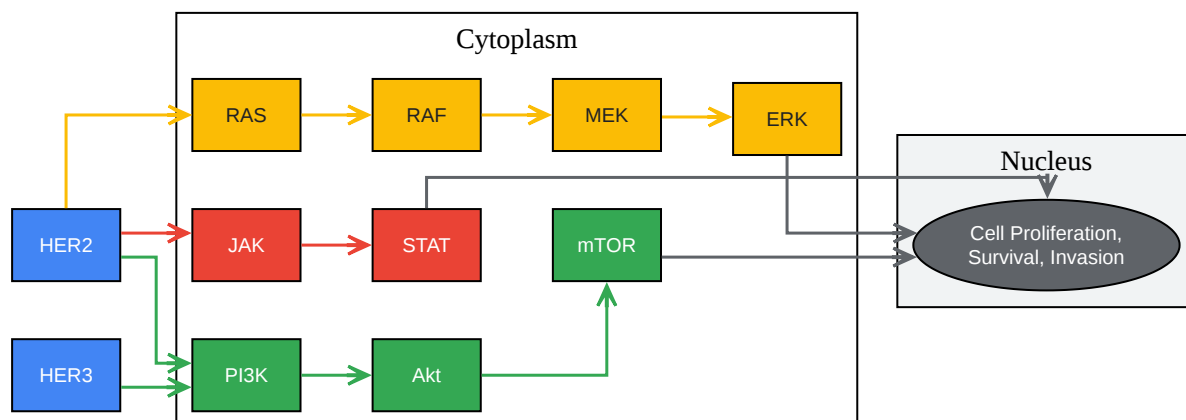 Cytoplasm
RAS
RAF
MEK
ERK
Nucleus
HER2
JAK
STAT
mTOR
Cell Proliferation,
Survival, Invasion
HER3
PI3K
Akt